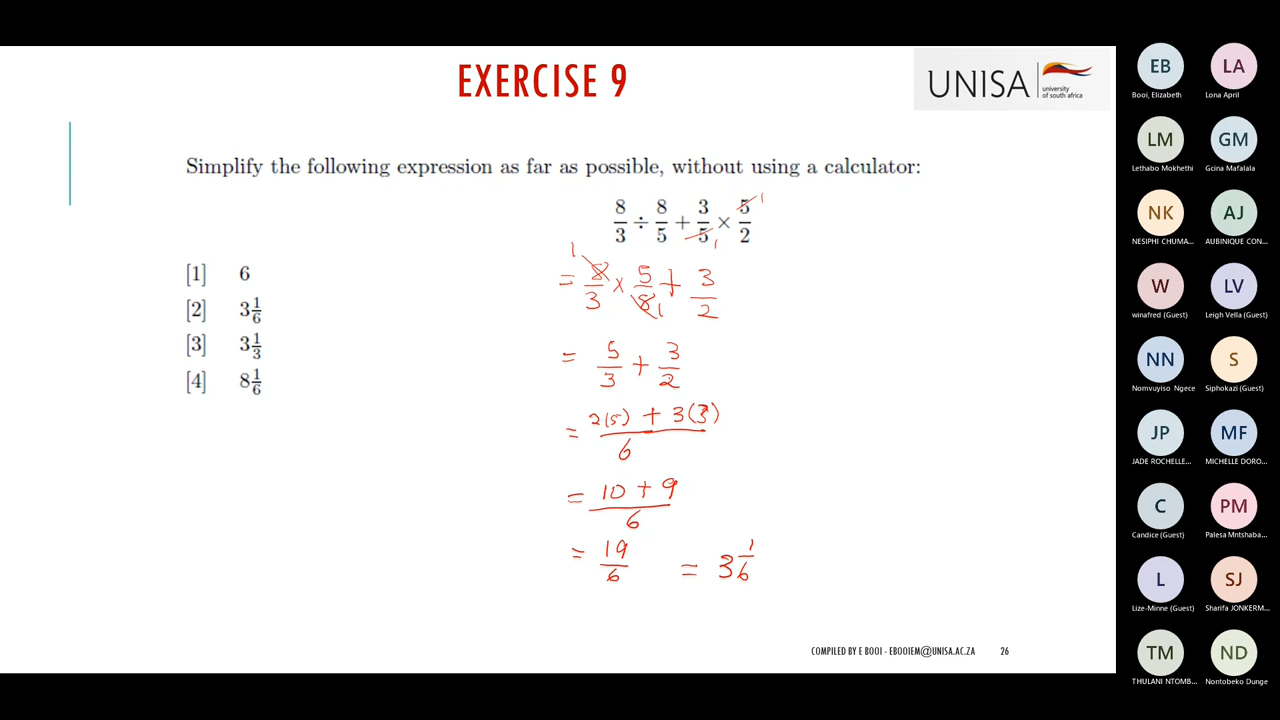 EXERCISE 9
UNISA
university
of south africa
Simplify the following expression as far as possible, without using a calculator:
8/3 ÷ 8/5 + 3/5 × 5/2
1
1
[1] 6
[2] 3 1/6
[3] 3 1/3
[4] 8 1/6
1
= 8/3 × 5/8 + 3/2
1
= 5/3 + 3/2
= 2(5) + 3(3) / 6
= 10 + 9 / 6
= 19/6 = 3 1/6
COMPILED BY E BOOI - EBOOIEM@UNISA.AC.ZA 26
EB LA
Booi, Elizabeth Lona April
LM GM
Lethabo Mokhethi Gcina Mafalala
NK AJ
NESIPHI CHUMA... AUBINIQUE CON...
W LV
winafred (Guest) Leigh Vella (Guest)
NN S
Nomvuyiso Ngece Siphokazi (Guest)
JP MF
JADE ROCHELLE... MICHELLE DORO...
C PM
Candice (Guest) Palesa Mntshaba...
L SJ
Lize-Minne (Guest) Sharifa JONKERM...
TM ND
THULANI NTOMB... Nontobeko Dunge